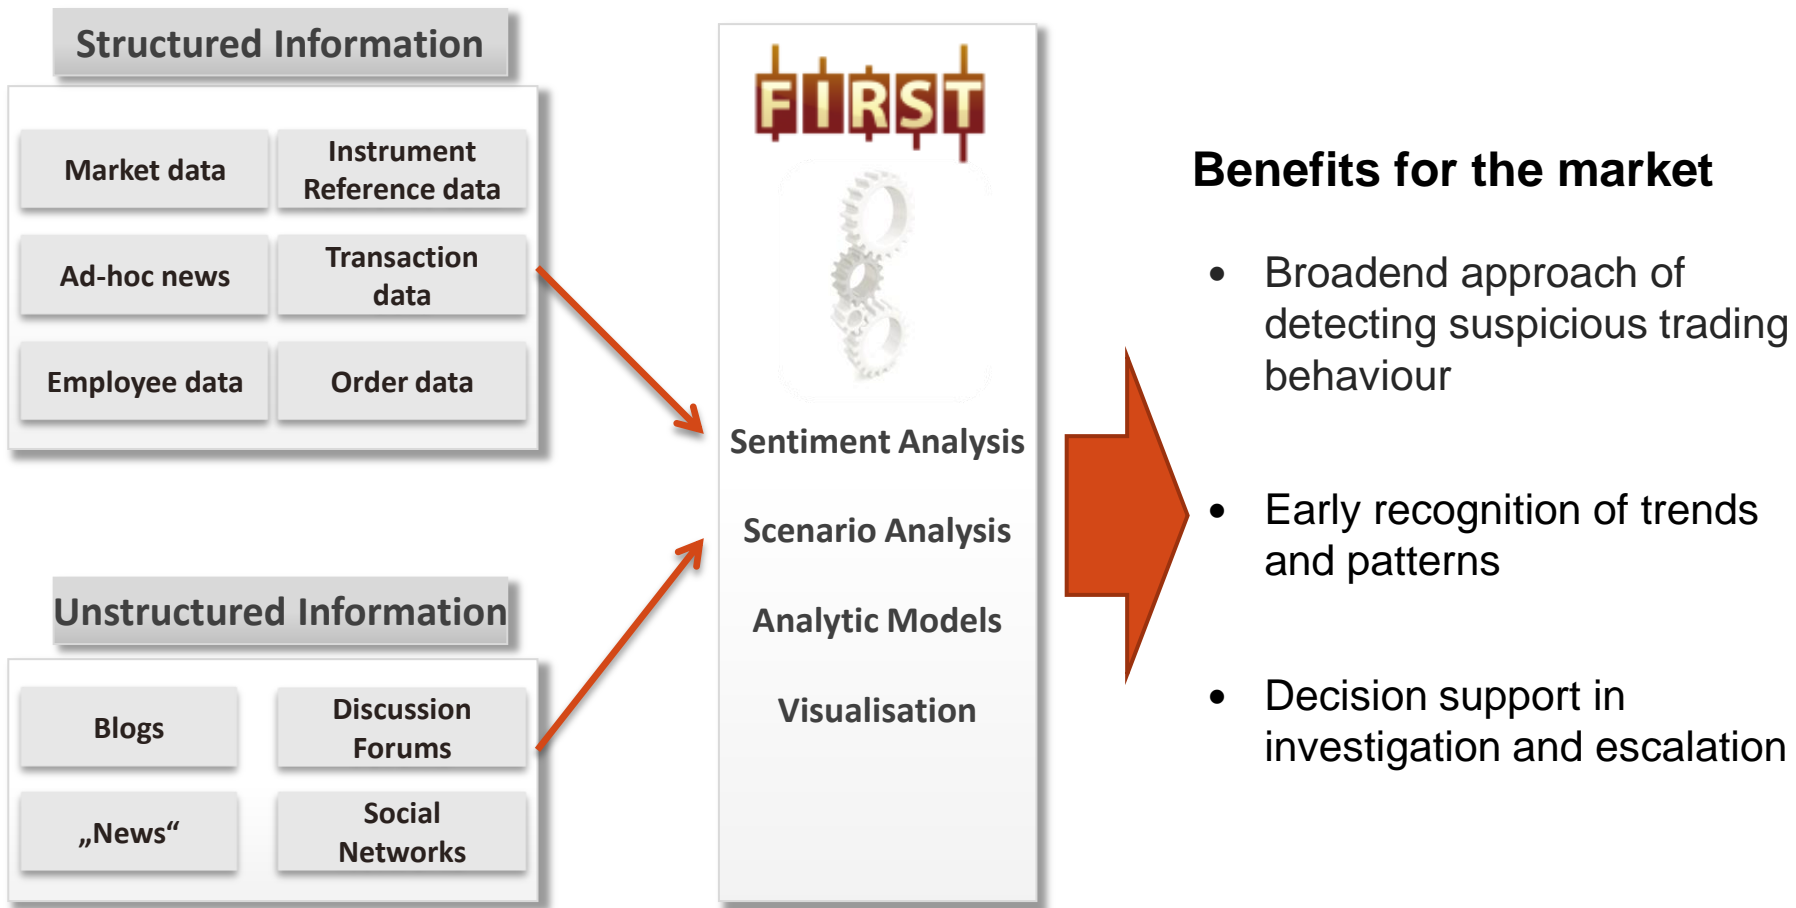 Structured Information
Market data
Instrument
Reference data
Ad-hoc news
Transaction
data
Employee data
Order data
Unstructured Information
Blogs
Discussion
Forums
„News“
Social
Networks
FIRST
Sentiment Analysis
Scenario Analysis
Analytic Models
Visualisation
Benefits for the market
• Broadend approach of
detecting suspicious trading
behaviour
• Early recognition of trends
and patterns
• Decision support in
investigation and escalation